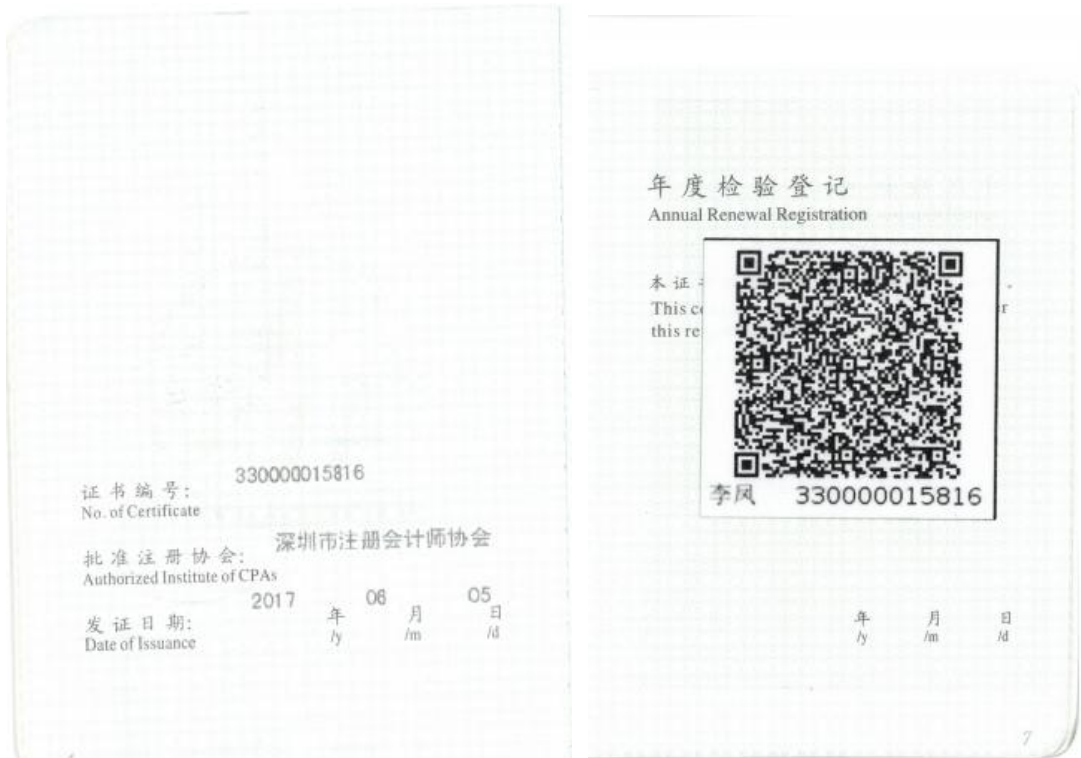 330000015816
证书编号:
No. of Certificate
深圳市注册会计师协会
批准注册协会:
Authorized Institute of CPAs
2017 年 06 月 05 日
/y /m /d
发证日期:
Date of Issuance
年度检验登记
Annual Renewal Registration
本证
This
this re
李凤 330000015816
年 月 日
/y /m /d
7